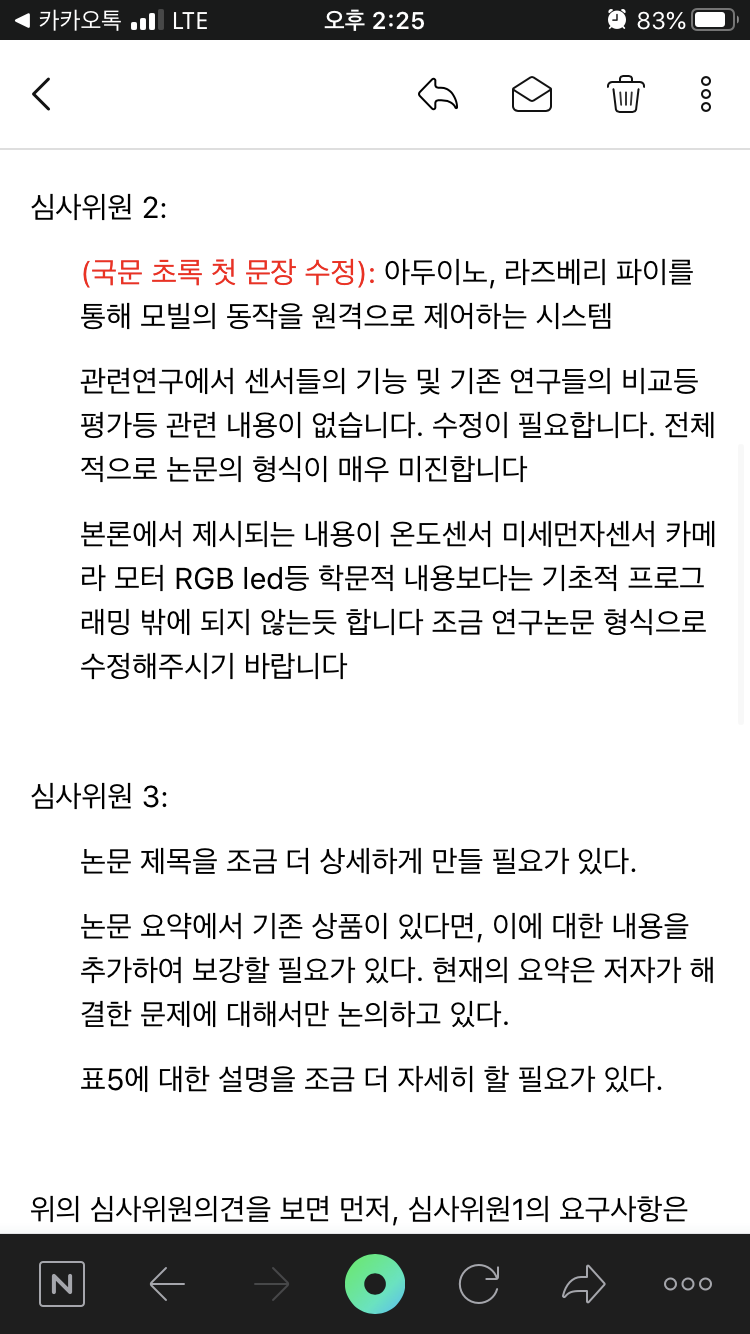 ◀ 카카오톡 LTE 오후 2:25 83%
심사위원 2:
(국문 초록 첫 문장 수정): 아두이노, 라즈베리 파이를
통해 모빌의 동작을 원격으로 제어하는 시스템
관련연구에서 센서들의 기능 및 기존 연구들의 비교등
평가등 관련 내용이 없습니다. 수정이 필요합니다. 전체
적으로 논문의 형식이 매우 미진합니다
본론에서 제시되는 내용이 온도센서 미세먼자센서 카메
라 모터 RGB led등 학문적 내용보다는 기초적 프로그
래밍 밖에 되지 않는듯 합니다 조금 연구논문 형식으로
수정해주시기 바랍니다
심사위원 3:
논문 제목을 조금 더 상세하게 만들 필요가 있다.
논문 요약에서 기존 상품이 있다면, 이에 대한 내용을
추가하여 보강할 필요가 있다. 현재의 요약은 저자가 해
결한 문제에 대해서만 논의하고 있다.
표5에 대한 설명을 조금 더 자세히 할 필요가 있다.
위의 심사위원의견을 보면 먼저, 심사위원1의 요구사항은
N